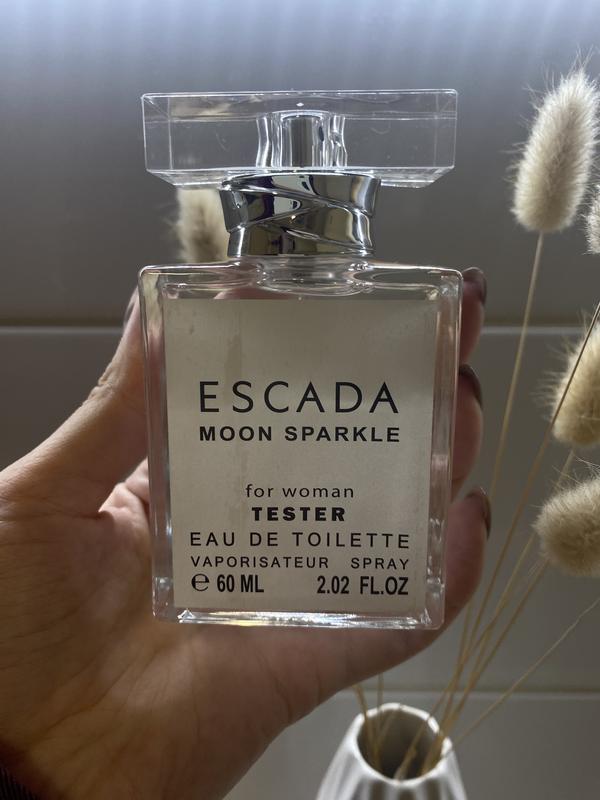 ESCADA
MOON SPARKLE
for woman
TESTER
EAU DE TOILETTE
VAPORISATEUR SPRAY
℮ 60 ML 2.02 FL.OZ